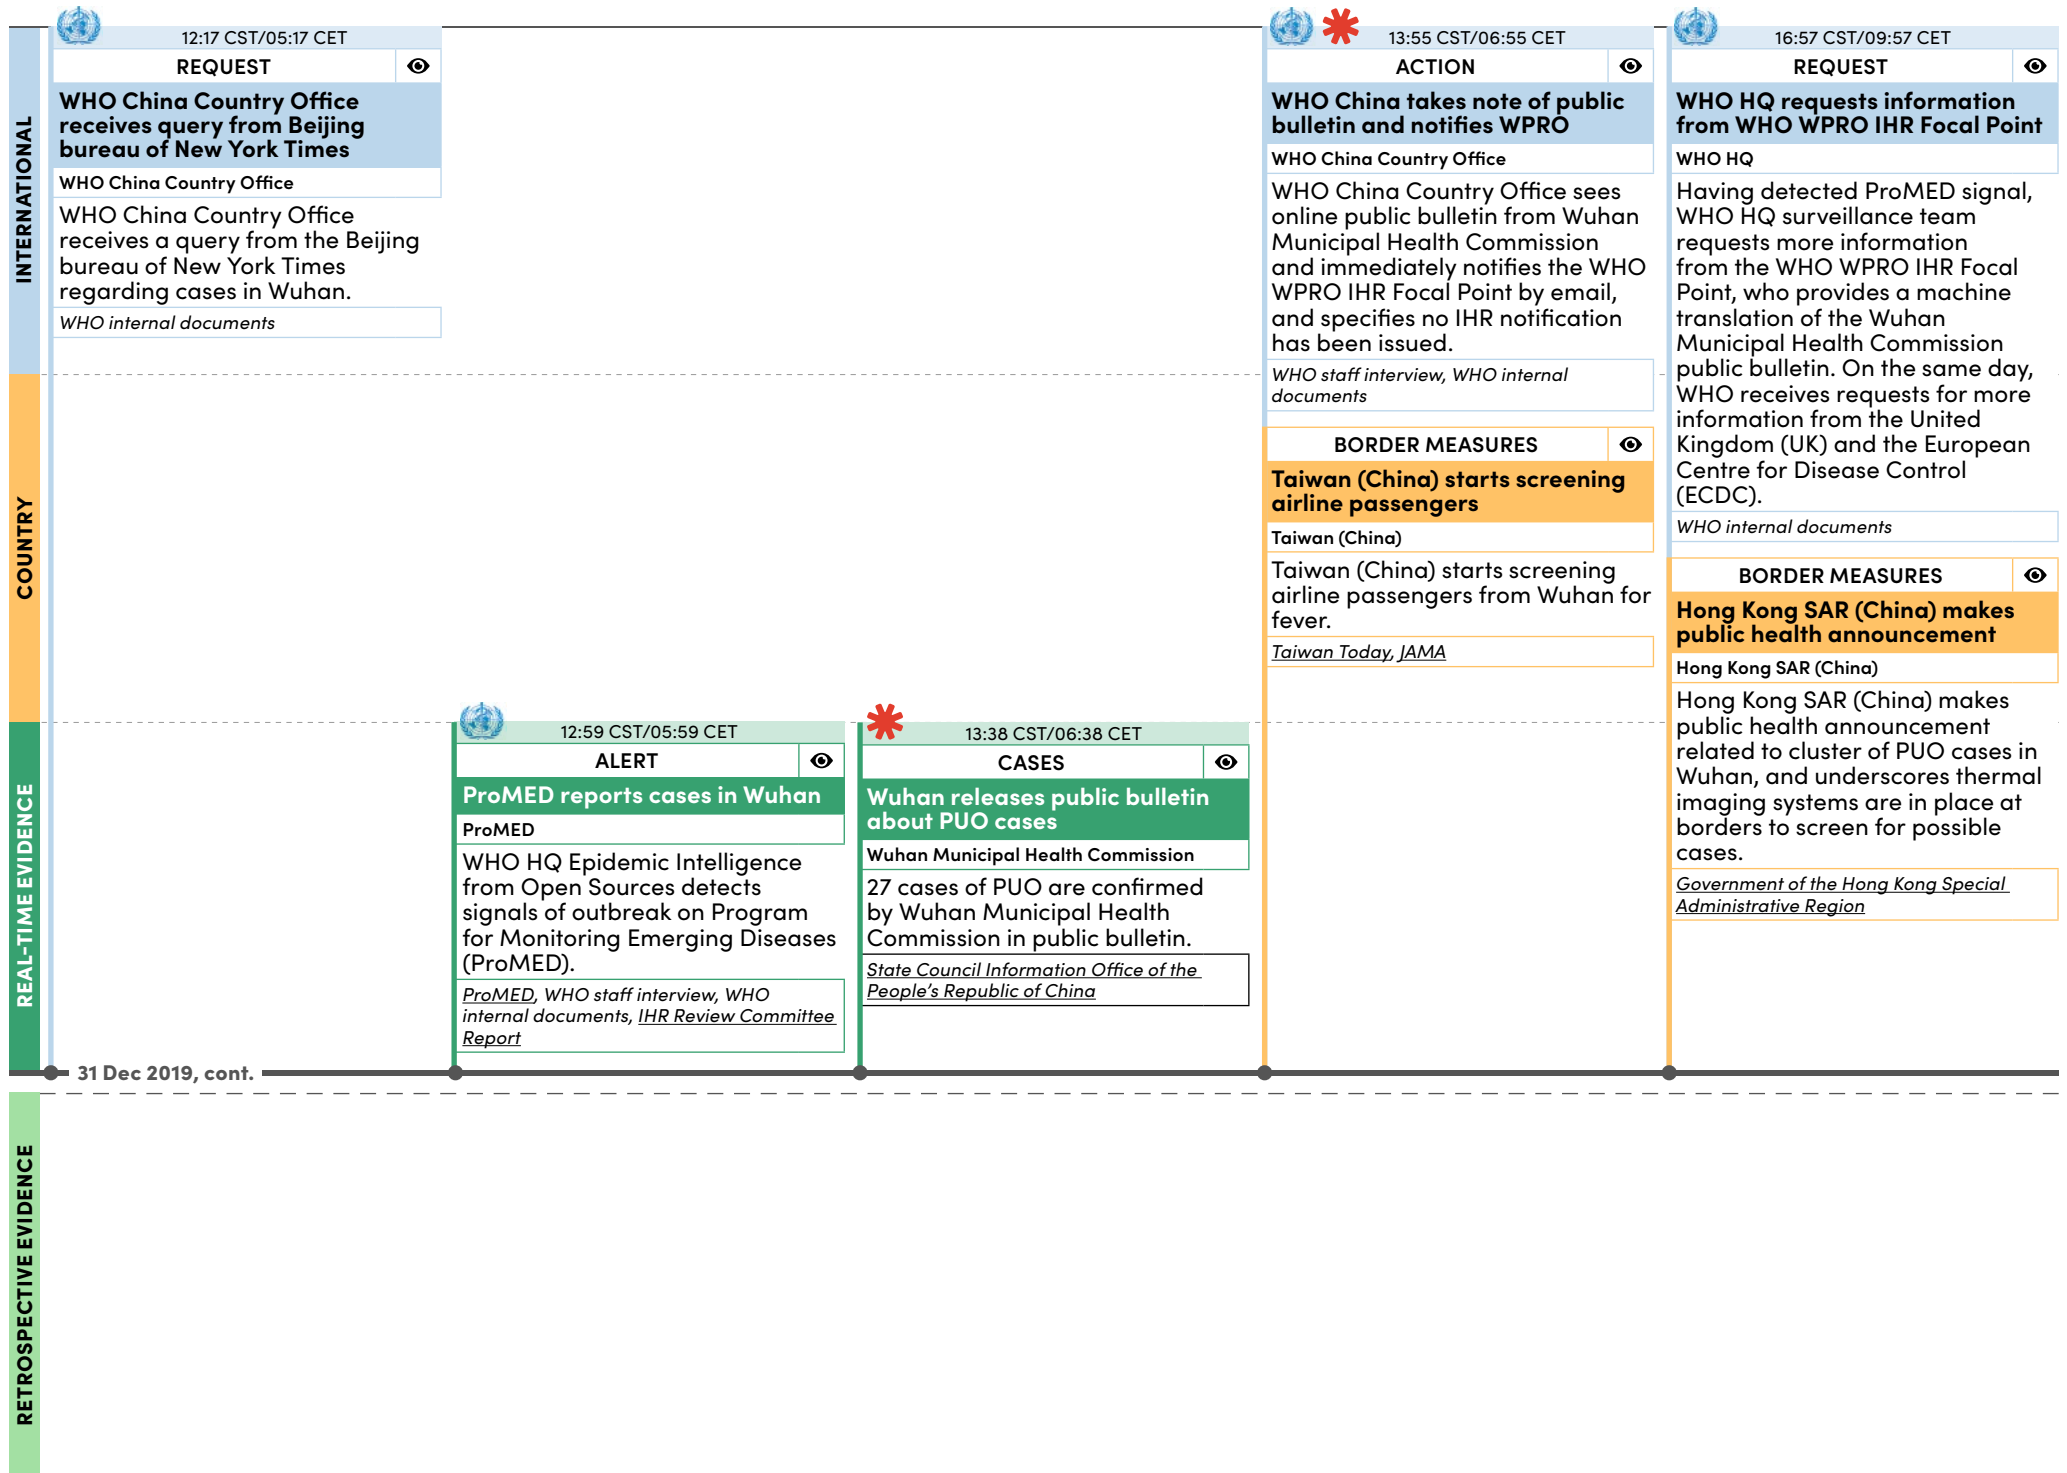 INTERNATIONAL
COUNTRY
REAL-TIME EVIDENCE
RETROSPECTIVE EVIDENCE
12:17 CST/05:17 CET
REQUEST
WHO China Country Office
receives query from Beijing
bureau of New York Times
WHO China Country Office
WHO China Country Office
receives a query from the Beijing
bureau of New York Times
regarding cases in Wuhan.
WHO internal documents
12:59 CST/05:59 CET
ALERT
ProMED reports cases in Wuhan
ProMED
WHO HQ Epidemic Intelligence
from Open Sources detects
signals of outbreak on Program
for Monitoring Emerging Diseases
(ProMED).
ProMED, WHO staff interview, WHO
internal documents, IHR Review Committee
Report
13:38 CST/06:38 CET
CASES
Wuhan releases public bulletin
about PUO cases
Wuhan Municipal Health Commission
27 cases of PUO are confirmed
by Wuhan Municipal Health
Commission in public bulletin.
State Council Information Office of the
People's Republic of China
13:55 CST/06:55 CET
ACTION
WHO China takes note of public
bulletin and notifies WPRO
WHO China Country Office
WHO China Country Office sees
online public bulletin from Wuhan
Municipal Health Commission
and immediately notifies the WHO
WPRO IHR Focal Point by email,
and specifies no IHR notification
has been issued.
WHO staff interview, WHO internal
documents
BORDER MEASURES
Taiwan (China) starts screening
airline passengers
Taiwan (China)
Taiwan (China) starts screening
airline passengers from Wuhan for
fever.
Taiwan Today, JAMA
16:57 CST/09:57 CET
REQUEST
WHO HQ requests information
from WHO WPRO IHR Focal Point
WHO HQ
Having detected ProMED signal,
WHO HQ surveillance team
requests more information
from the WHO WPRO IHR Focal
Point, who provides a machine
translation of the Wuhan
Municipal Health Commission
public bulletin. On the same day,
WHO receives requests for more
information from the United
Kingdom (UK) and the European
Centre for Disease Control
(ECDC).
WHO internal documents
BORDER MEASURES
Hong Kong SAR (China) makes
public health announcement
Hong Kong SAR (China)
Hong Kong SAR (China) makes
public health announcement
related to cluster of PUO cases in
Wuhan, and underscores thermal
imaging systems are in place at
borders to screen for possible
cases.
Government of the Hong Kong Special
Administrative Region
31 Dec 2019, cont.